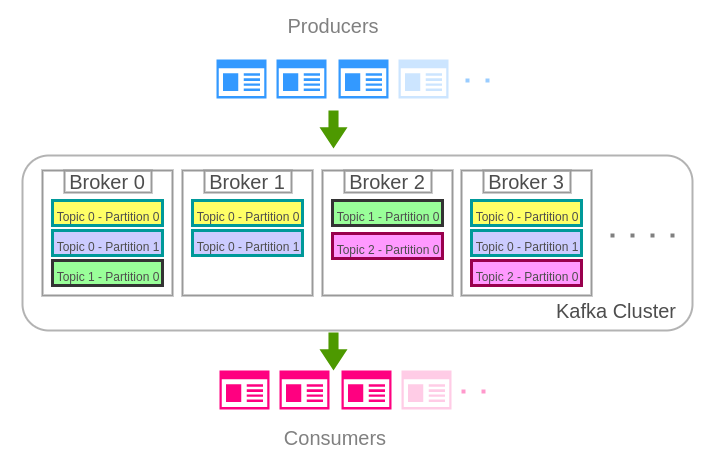 Producers
Broker 0
Topic 0 - Partition 0
Topic 0 - Partition 1
Topic 1 - Partition 0
Broker 1
Topic 0 - Partition 0
Topic 0 - Partition 1
Broker 2
Topic 1 - Partition 0
Topic 2 - Partition 0
Broker 3
Topic 0 - Partition 0
Topic 0 - Partition 1
Topic 2 - Partition 0
Kafka Cluster
Consumers